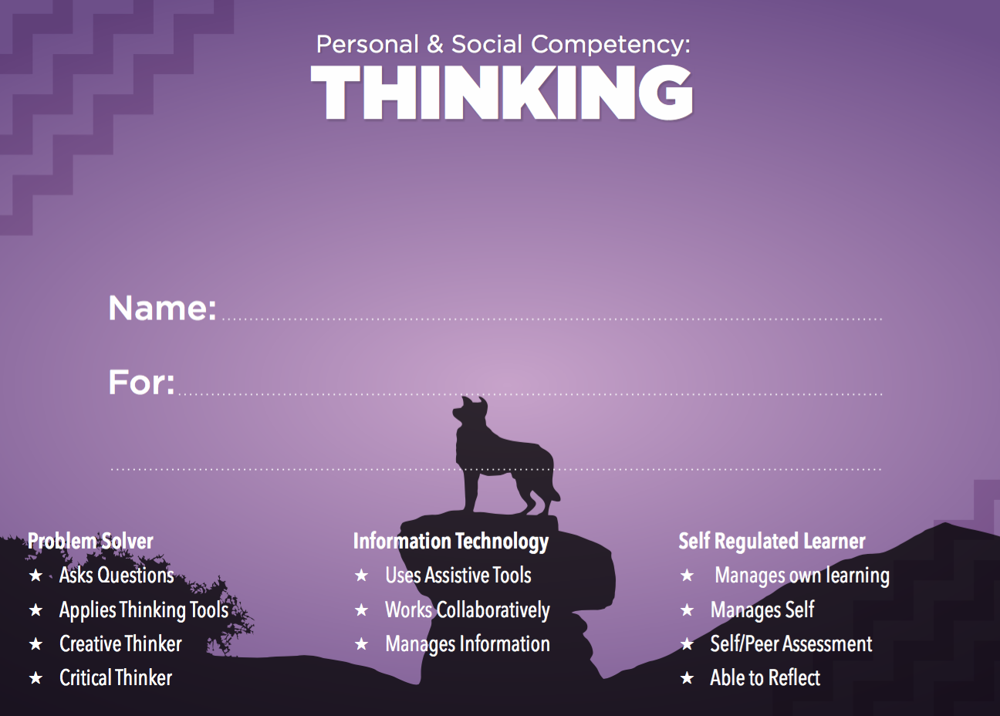 Personal & Social Competency:
THINKING
Name:
For:
Problem Solver
★ Asks Questions
★ Applies Thinking Tools
★ Creative Thinker
★ Critical Thinker
Information Technology
★ Uses Assistive Tools
★ Works Collaboratively
★ Manages Information
Self Regulated Learner
★ Manages own learning
★ Manages Self
★ Self/Peer Assessment
★ Able to Reflect